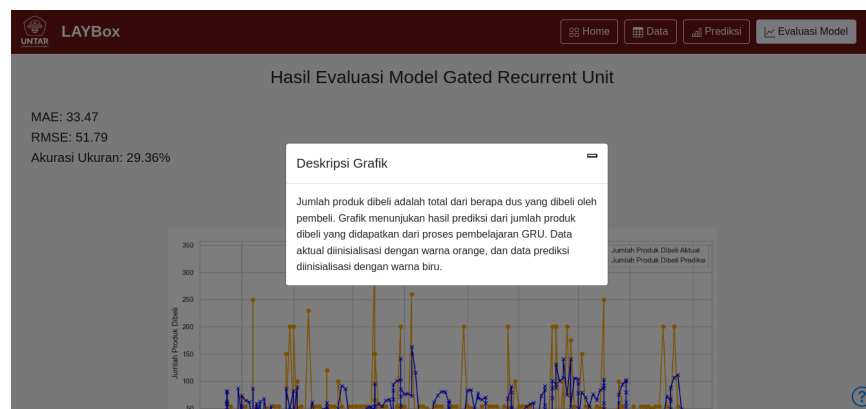 UNTAR
LAYBox
Home
Data
Prediksi
Evaluasi Model
Hasil Evaluasi Model Gated Recurrent Unit
MAE: 33.47
RMSE: 51.79
Akurasi Ukuran: 29.36%
Deskripsi Grafik
Jumlah produk dibeli adalah total dari berapa dus yang dibeli oleh
pembeli. Grafik menunjukan hasil prediksi dari jumlah produk
dibeli yang didapatkan dari proses pembelajaran GRU. Data
aktual diinisialisasi dengan warna orange, dan data prediksi
diinisialisasi dengan warna biru.
Jumlah Produk Dibeli Aktual
Jumlah Produk Dibeli Prediksi
Jumlah Produk Dibeli
350
300
250
200
150
100
50
?